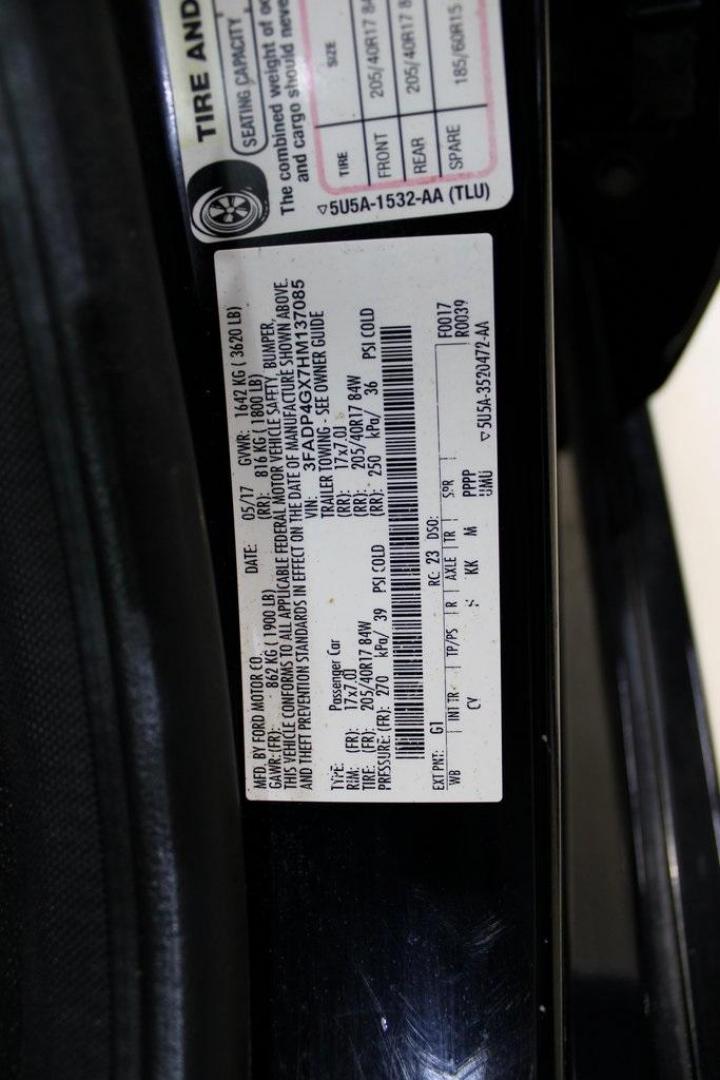 TIRE AND
SEATING CAPACITY
The combined weight of oc
and cargo should neve
TIRE SIZE
FRONT 205/40R17 84
REAR 205/40R17 8
SPARE 185/60R15
▽5U5A-1532-AA (TLU)
MFD. BY FORD MOTOR CO. DATE: 05/17 GVWR: 1642 KG ( 3620 LB)
GAWR:(FR): 862 KG (1900 LB) (RR): 816 KG ( 1800 LB)
THIS VEHICLE CONFORMS TO ALL APPLICABLE FEDERAL MOTOR VEHICLE SAFETY, BUMPER,
AND THEFT PREVENTION STANDARDS IN EFFECT ON THE DATE OF MANUFACTURE SHOWN ABOVE.
VIN: 3FADP4GX7HM137085
TYPE: Passenger Car TRAILER TOWING - SEE OWNER GUIDE
RIM: (FR): 17x7.0J (RR): 17x7.0J
TIRE: (FR): 205/40R17 84W (RR): 205/40R17 84W
PRESSURE: (FR): 270 kPa/ 39 PSI COLD (RR): 250 kPa/ 36 PSI COLD
EXT PNT: G1 RC: 23 DSO: F0017
WB INT TR TP/PS R AXLE TR SPR R0039
CY KK M PPPP
UMU ▽5U5A-3520472-AA